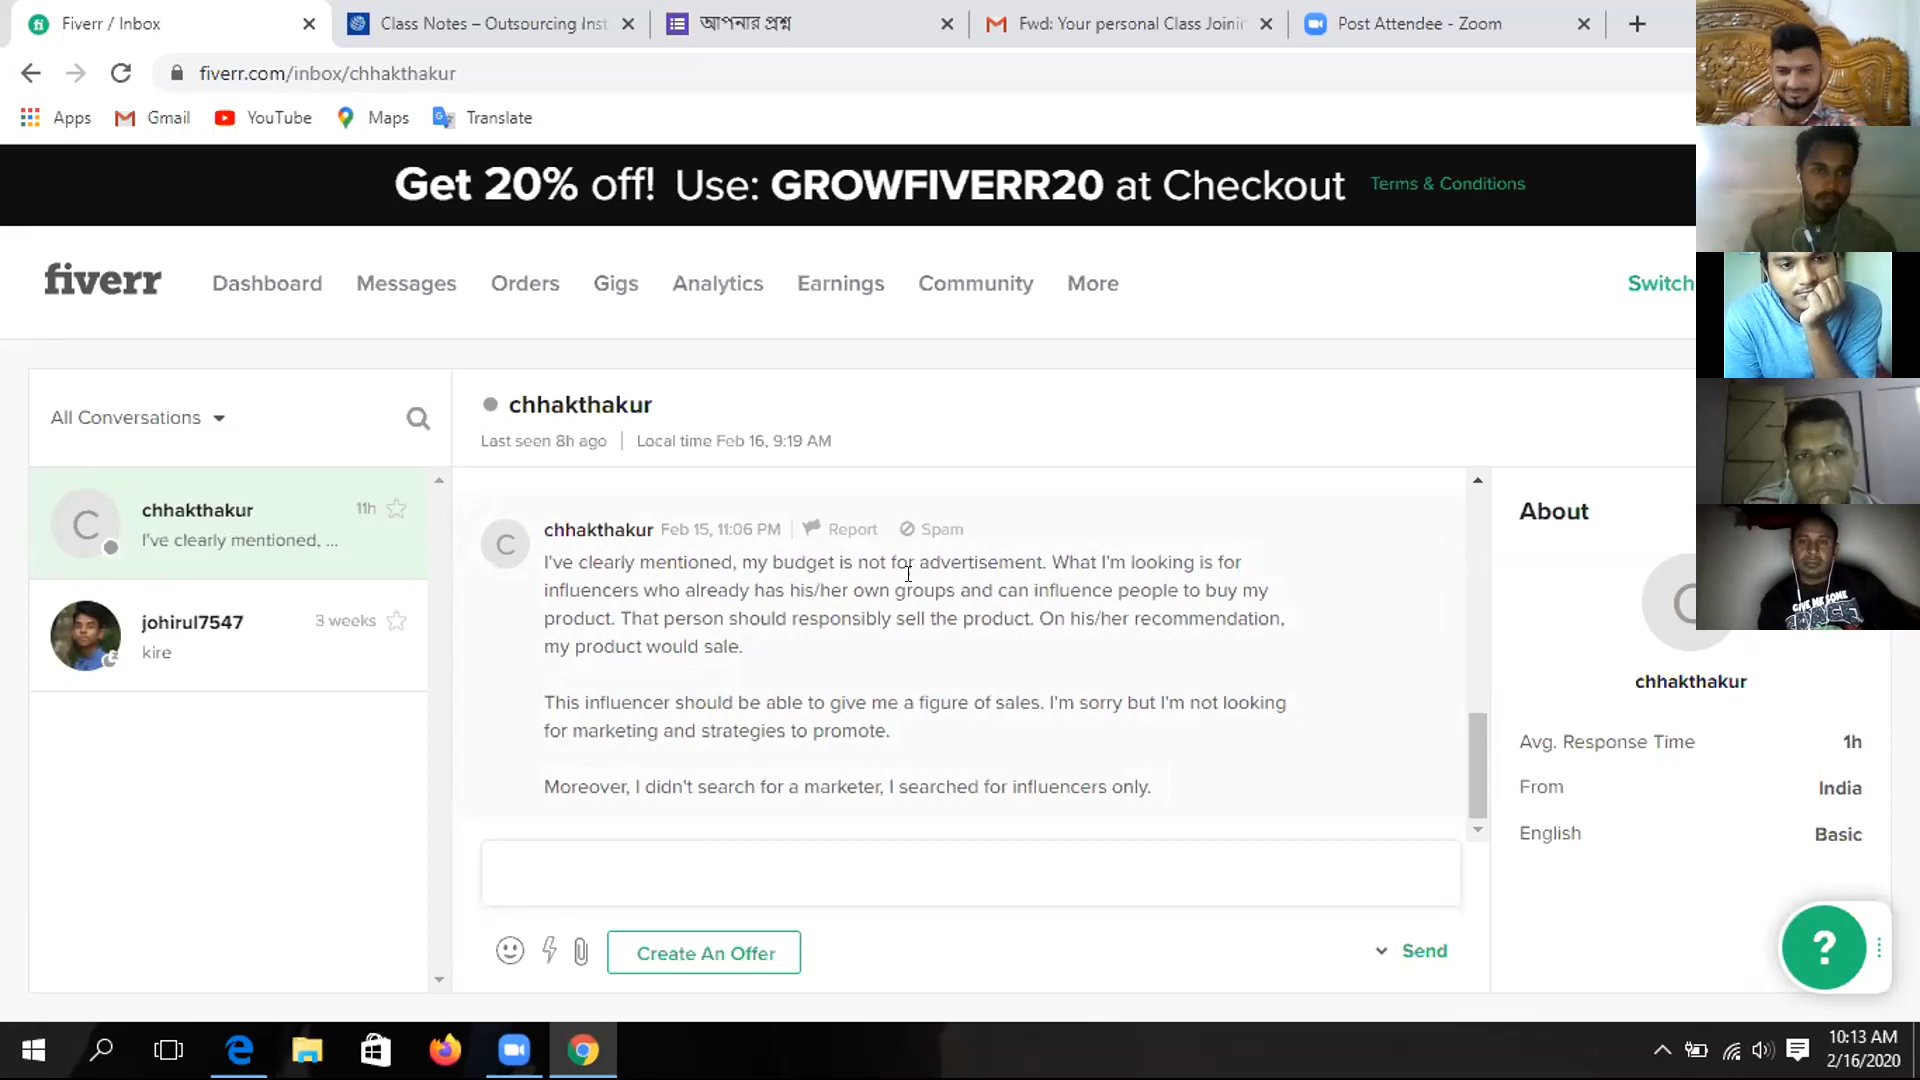 Fiverr / Inbox
Class Notes – Outsourcing Inst
আপনার প্রশ্ন
Fwd: Your personal Class Joini
Post Attendee - Zoom
fiverr.com/inbox/chhakthakur
Apps
Gmail
YouTube
Maps
Translate
Get 20% off! Use: GROWFIVERR20 at Checkout
Terms & Conditions
fiverr
Dashboard
Messages
Orders
Gigs
Analytics
Earnings
Community
More
Switch
All Conversations
chhakthakur
Last seen 8h ago
Local time Feb 16, 9:19 AM
C
chhakthakur
11h
I've clearly mentioned, ...
johirul7547
3 weeks
kire
C
chhakthakur Feb 15, 11:06 PM
Report
Spam
I've clearly mentioned, my budget is not for advertisement. What I'm looking is for
influencers who already has his/her own groups and can influence people to buy my
product. That person should responsibly sell the product. On his/her recommendation,
my product would sale.
This influencer should be able to give me a figure of sales. I'm sorry but I'm not looking
for marketing and strategies to promote.
Moreover, I didn't search for a marketer, I searched for influencers only.
Create An Offer
Send
About
chhakthakur
Avg. Response Time 1h
From India
English Basic
?
GIVE ME SOME
10:13 AM
2/16/2020